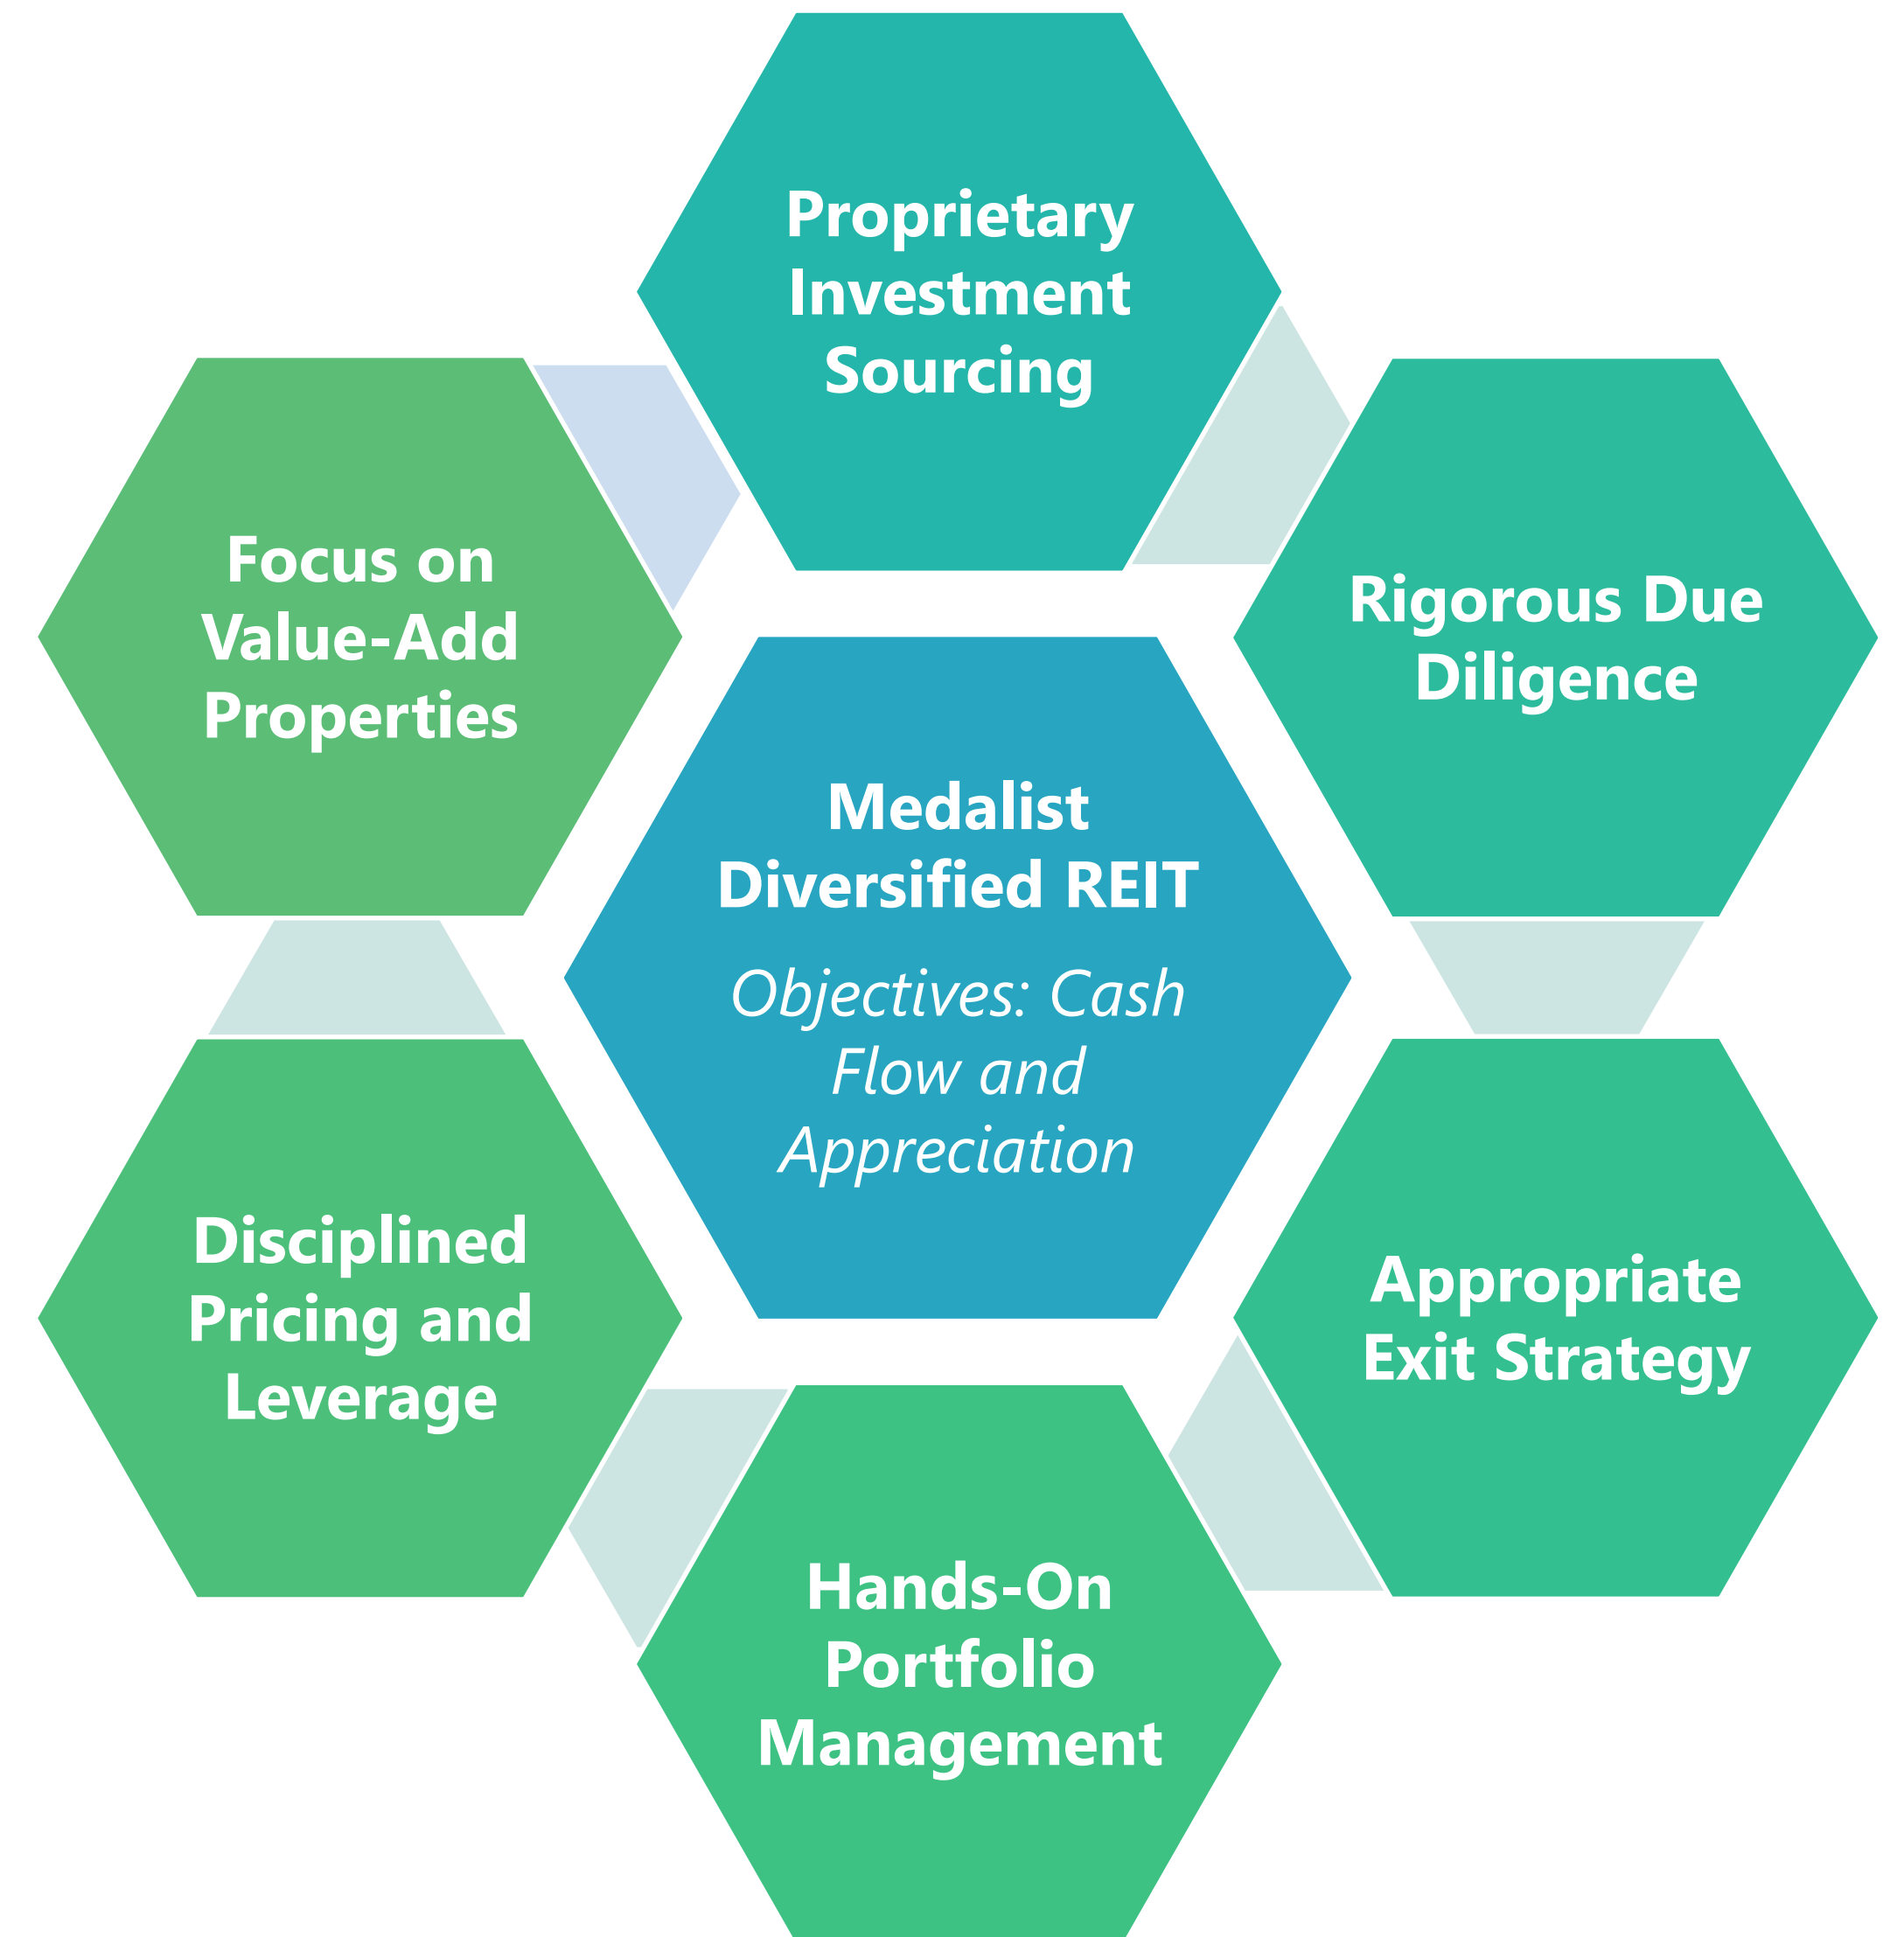 Proprietary
Investment
Sourcing
Focus on
Value-Add
Properties
Rigorous Due
Diligence
Medalist
Diversified REIT
Objectives: Cash
Flow and
Appreciation
Disciplined
Pricing and
Leverage
Appropriate
Exit Strategy
Hands-On
Portfolio
Management